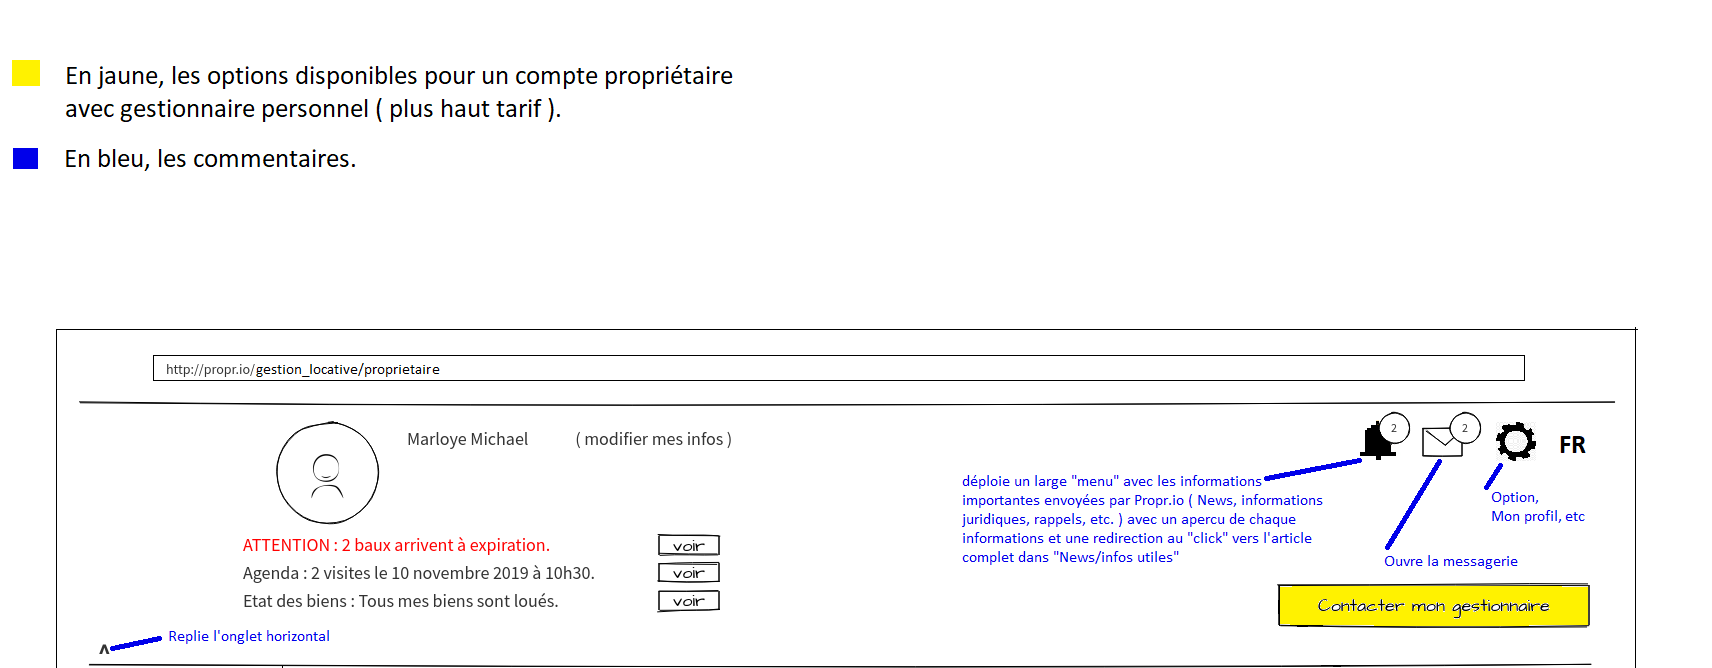 En jaune, les options disponibles pour un compte propriétaire
avec gestionnaire personnel ( plus haut tarif ).
En bleu, les commentaires.
http://propr.io/gestion_locative/proprietaire
Marloye Michael ( modifier mes infos )
2
2
FR
déploie un large "menu" avec les informations
importantes envoyées par Propr.io ( News, informations
juridiques, rappels, etc. ) avec un apercu de chaque
informations et une redirection au "click" vers l'article
complet dans "News/infos utiles"
Option,
Mon profil, etc
Ouvre la messagerie
ATTENTION : 2 baux arrivent à expiration. voir
Agenda : 2 visites le 10 novembre 2019 à 10h30. voir
Etat des biens : Tous mes biens sont loués. voir
Contacter mon gestionnaire
Replie l'onglet horizontal
^